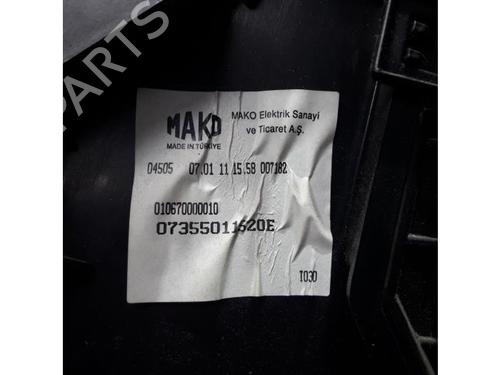 PARTS
MAKO
MADE IN TÜRKIYE
MAKO Elektrik Sanayi
ve Ticaret A.Ş.
04505 07.01 11 15.58 007182
010670000010
07355011520E
T030